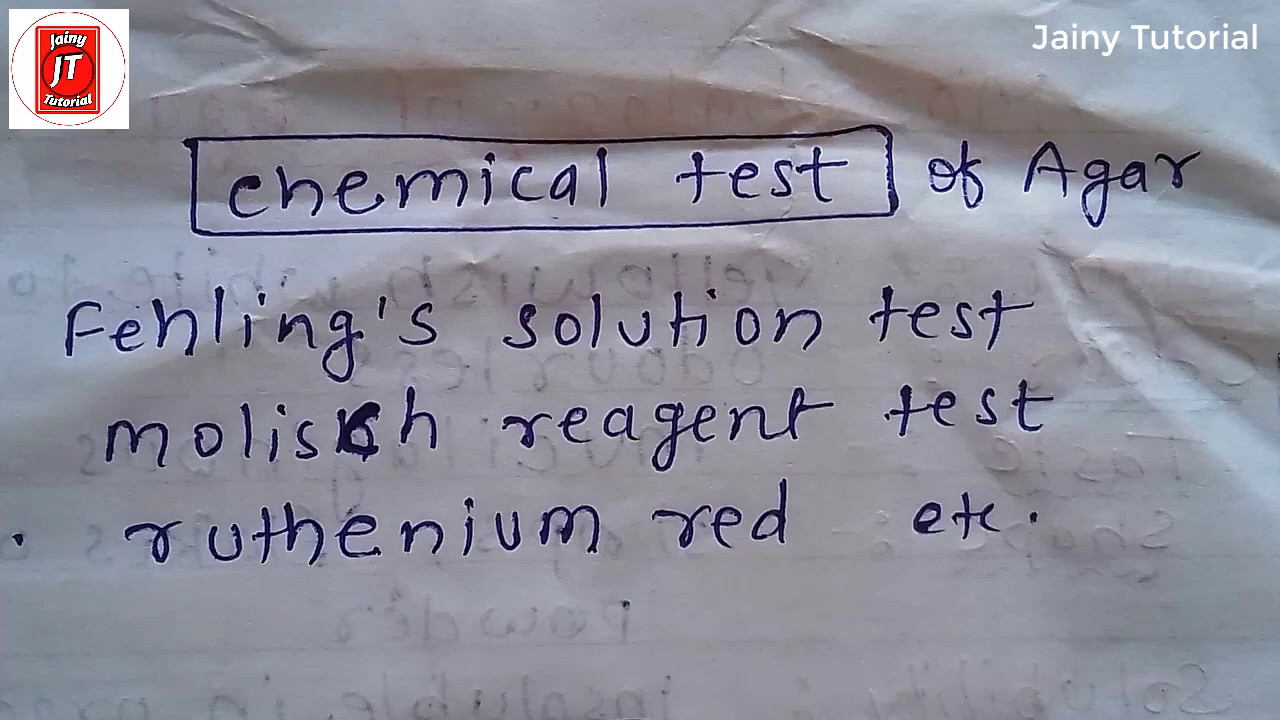 Jainy
JT
Tutorial
Jainy Tutorial
chemical test of Agar
Fehling's solution test
molisch reagent test
ruthenium red etc.